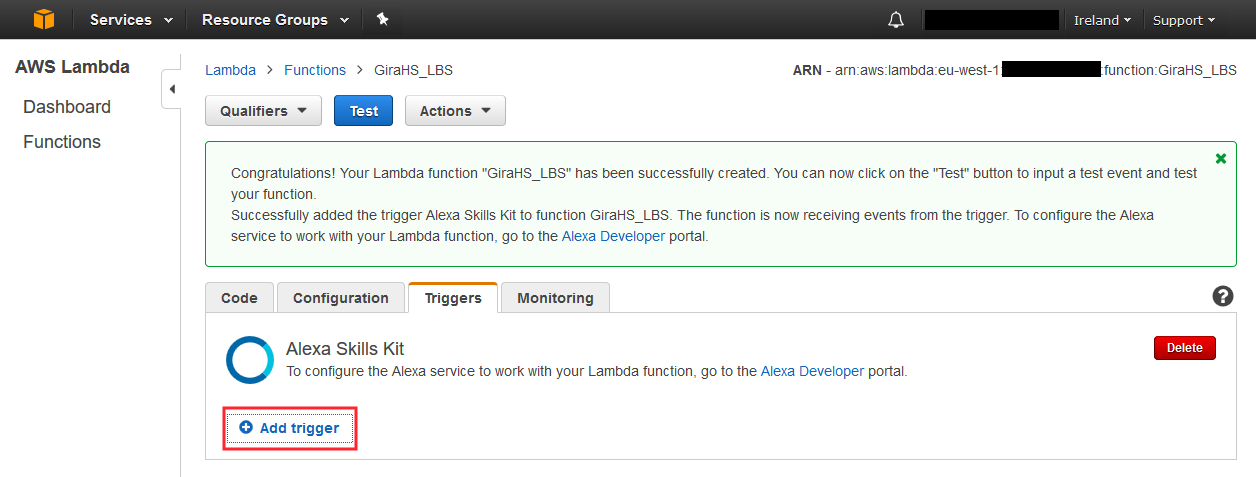 Services Resource Groups Ireland Support
AWS Lambda
Dashboard
Functions
Lambda > Functions > GiraHS_LBS
ARN - arn:aws:lambda:eu-west-1: :function:GiraHS_LBS
Qualifiers Test Actions
Congratulations! Your Lambda function "GiraHS_LBS" has been successfully created. You can now click on the "Test" button to input a test event and test
your function.
Successfully added the trigger Alexa Skills Kit to function GiraHS_LBS. The function is now receiving events from the trigger. To configure the Alexa
service to work with your Lambda function, go to the Alexa Developer portal.
Code Configuration Triggers Monitoring
Alexa Skills Kit
Delete
To configure the Alexa service to work with your Lambda function, go to the Alexa Developer portal.
Add trigger